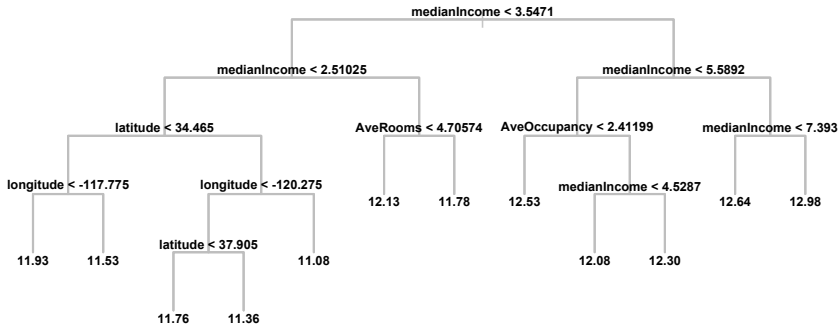 medianIncome < 3.5471
medianIncome < 2.51025
medianIncome < 5.5892
latitude < 34.465
AveRooms < 4.70574
AveOccupancy < 2.41199
medianIncome < 7.393
longitude < -117.775
longitude < -120.275
12.13
11.78
12.53
medianIncome < 4.5287
12.64
12.98
11.93
11.53
latitude < 37.905
11.08
12.08
12.30
11.76
11.36